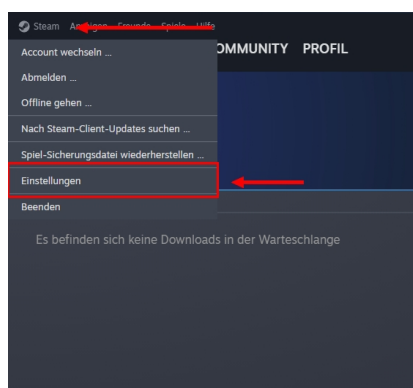 Steam Anzeigen Freunde Spiele Hilfe
COMMUNITY PROFIL
Account wechseln ...
Abmelden ...
Offline gehen ...
Nach Steam-Client-Updates suchen ...
Spiel-Sicherungsdatei wiederherstellen ...
Einstellungen
Beenden
Es befinden sich keine Downloads in der Warteschlange